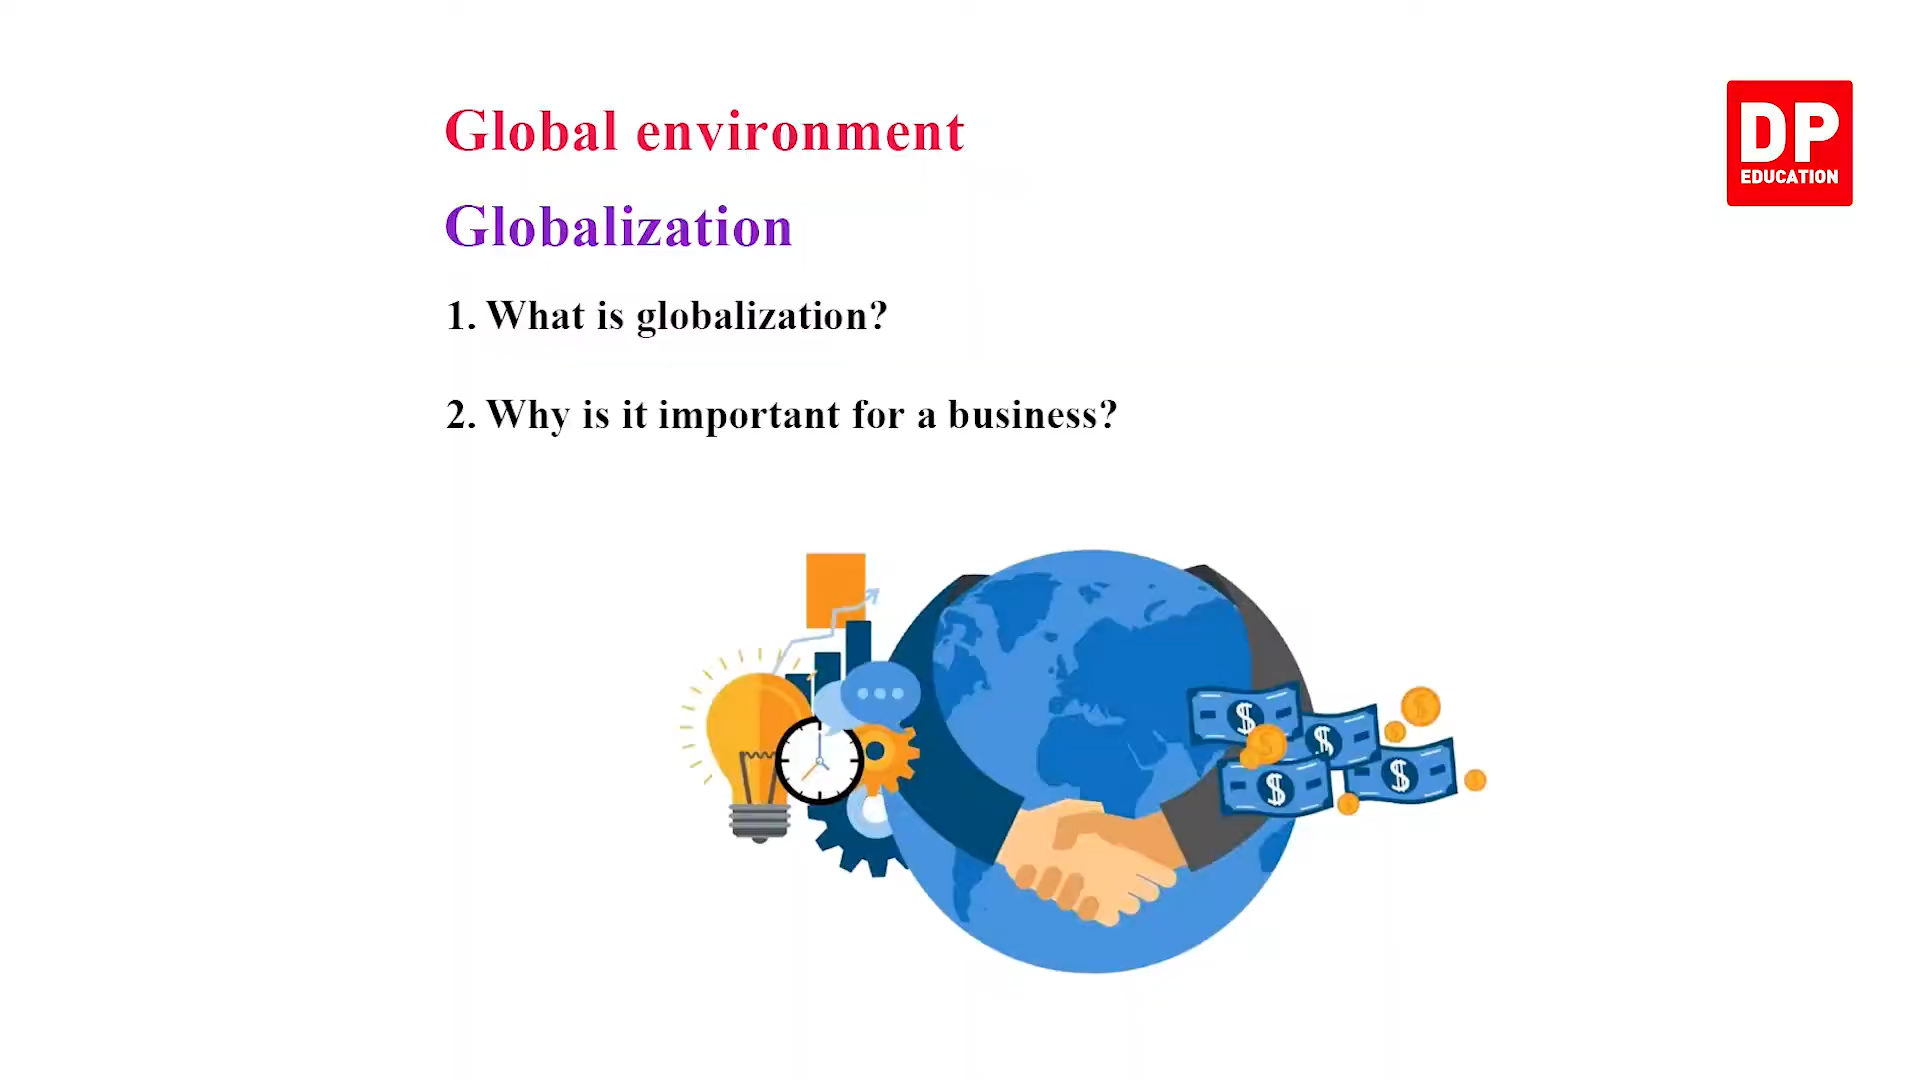 Global environment
Globalization
1. What is globalization?
2. Why is it important for a business?
DP
EDUCATION
$
$
$
$